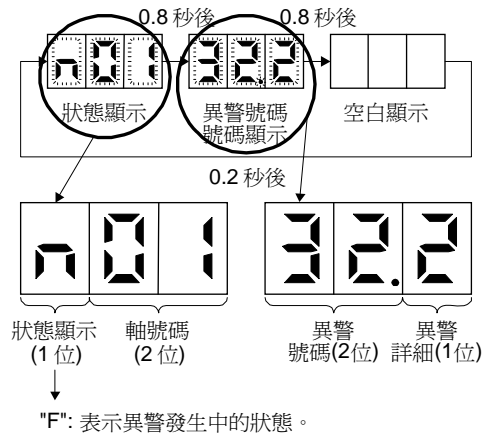 0.8 秒後
0.8 秒後
n01
32.2
狀態顯示
異警號碼
號碼顯示
空白顯示
0.2 秒後
n01
32.2
狀態顯示
(1 位)
軸號碼
(2 位)
異警
號碼(2位)
異警
詳細(1位)
"F": 表示異警發生中的狀態。